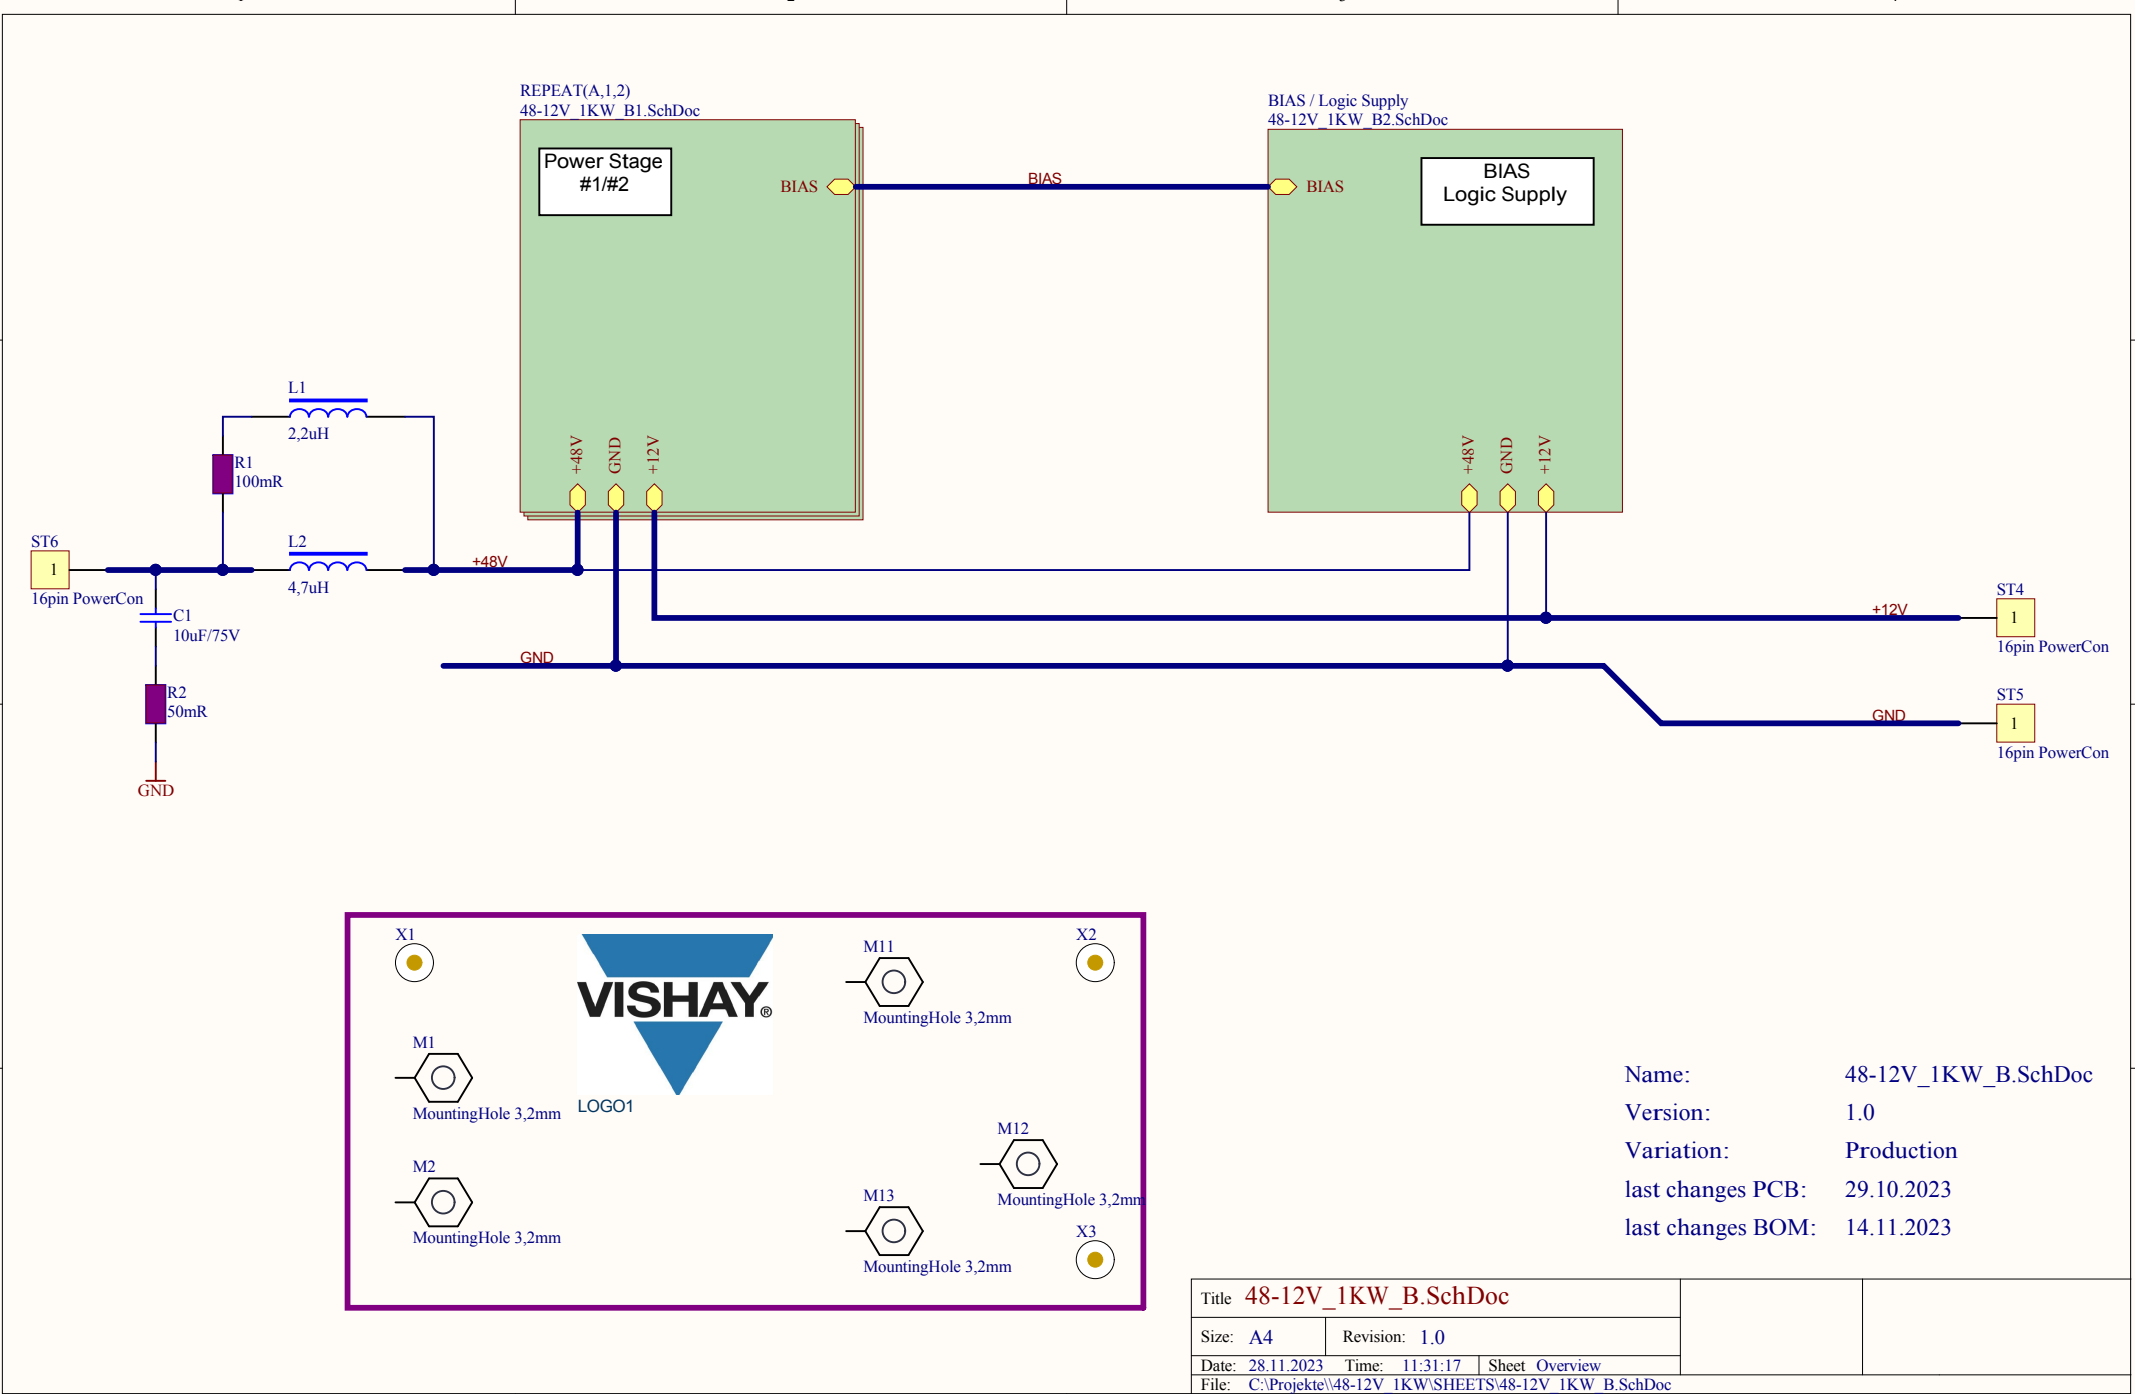 REPEAT(A,1,2)
48-12V_1KW_B1.SchDoc
Power Stage
#1/#2
BIAS
BIAS
BIAS / Logic Supply
48-12V_1KW_B2.SchDoc
BIAS
BIAS
Logic Supply
+48V
GND
+12V
+48V
GND
+12V
L1
2,2uH
R1
100mR
L2
4,7uH
ST6
1
16pin PowerCon
C1
10uF/75V
R2
50mR
GND
+48V
GND
+12V
GND
ST4
1
16pin PowerCon
ST5
1
16pin PowerCon
X1
VISHAY®
LOGO1
M11
MountingHole 3,2mm
X2
M1
MountingHole 3,2mm
M12
MountingHole 3,2mm
M2
MountingHole 3,2mm
M13
MountingHole 3,2mm
X3
Name: 48-12V_1KW_B.SchDoc
Version: 1.0
Variation: Production
last changes PCB: 29.10.2023
last changes BOM: 14.11.2023
Title 48-12V_1KW_B.SchDoc
Size: A4 Revision: 1.0
Date: 28.11.2023 Time: 11:31:17 Sheet Overview
File: C:\Projekte\\48-12V_1KW\SHEETS\48-12V_1KW_B.SchDoc